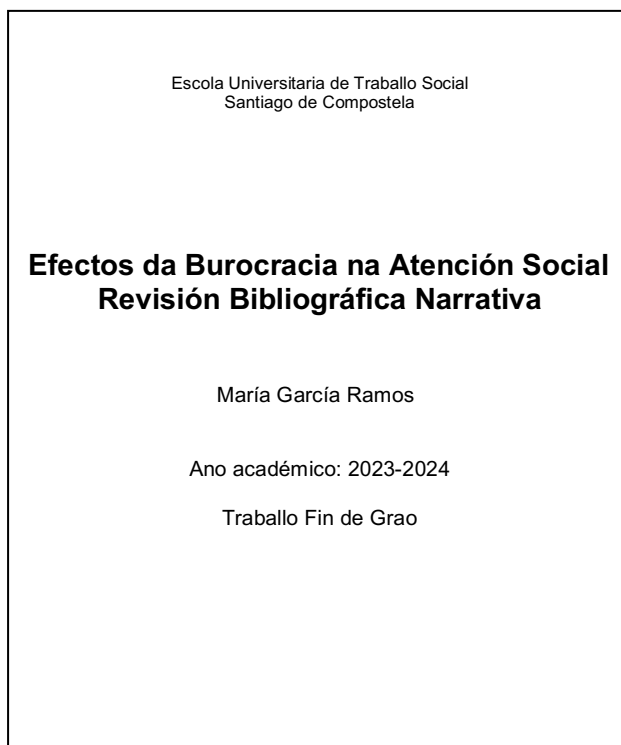 Escola Universitaria de Traballo Social
Santiago de Compostela
Efectos da Burocracia na Atención Social
Revisión Bibliográfica Narrativa
María García Ramos
Ano académico: 2023-2024
Traballo Fin de Grao